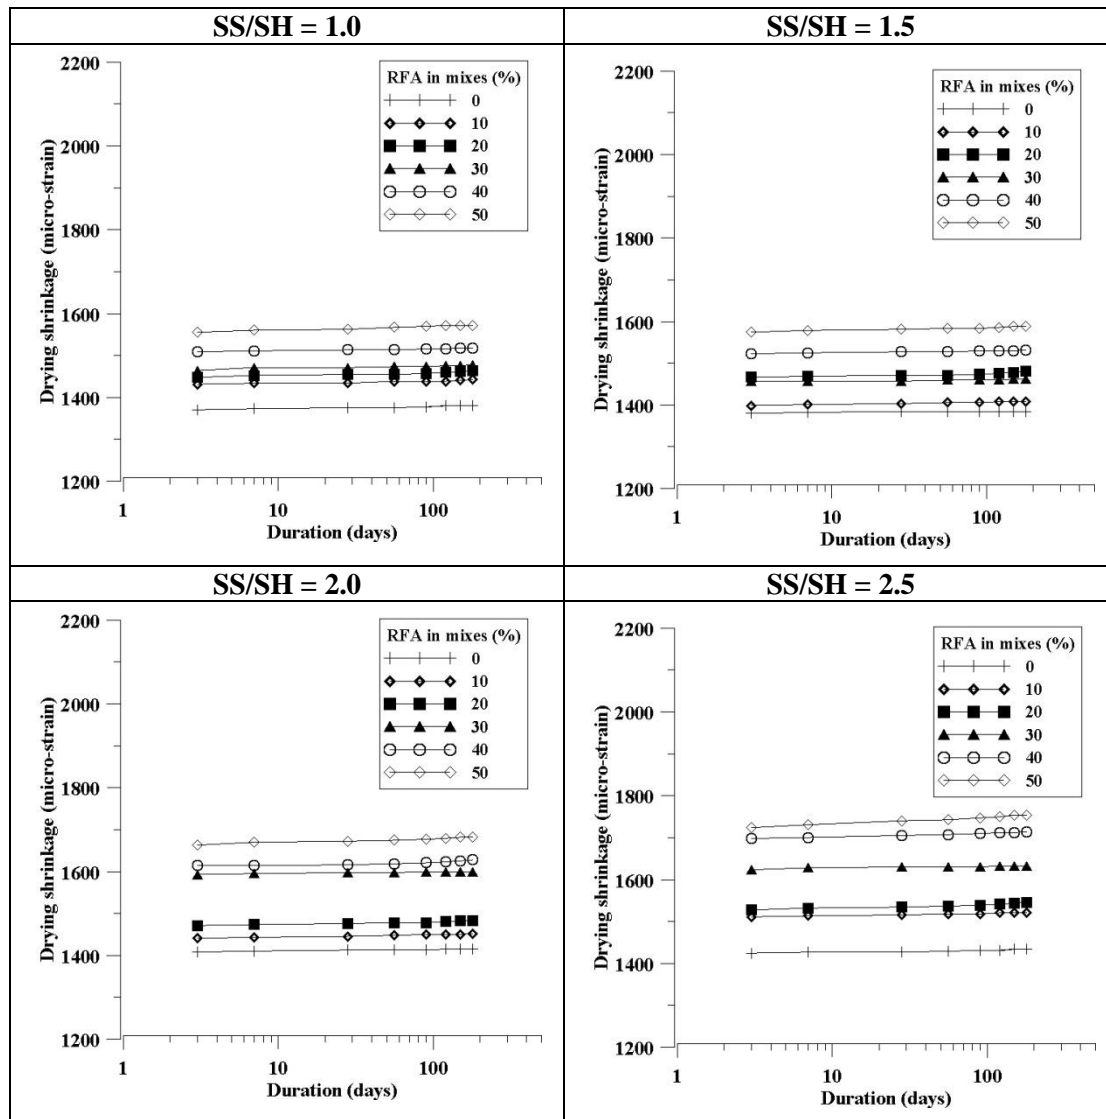 SS/SH = 1.0
2200
2000
1800
1600
1400
1200
Drying shrinkage (micro-strain)
RFA in mixes (%)
0
10
20
30
40
50
1 10 100
Duration (days)
SS/SH = 1.5
2200
2000
1800
1600
1400
1200
Drying shrinkage (micro-strain)
RFA in mixes (%)
0
10
20
30
40
50
1 10 100
Duration (days)
SS/SH = 2.0
2200
2000
1800
1600
1400
1200
Drying shrinkage (micro-strain)
RFA in mixes (%)
0
10
20
30
40
50
1 10 100
Duration (days)
SS/SH = 2.5
2200
2000
1800
1600
1400
1200
Drying shrinkage (micro-strain)
RFA in mixes (%)
0
10
20
30
40
50
1 10 100
Duration (days)